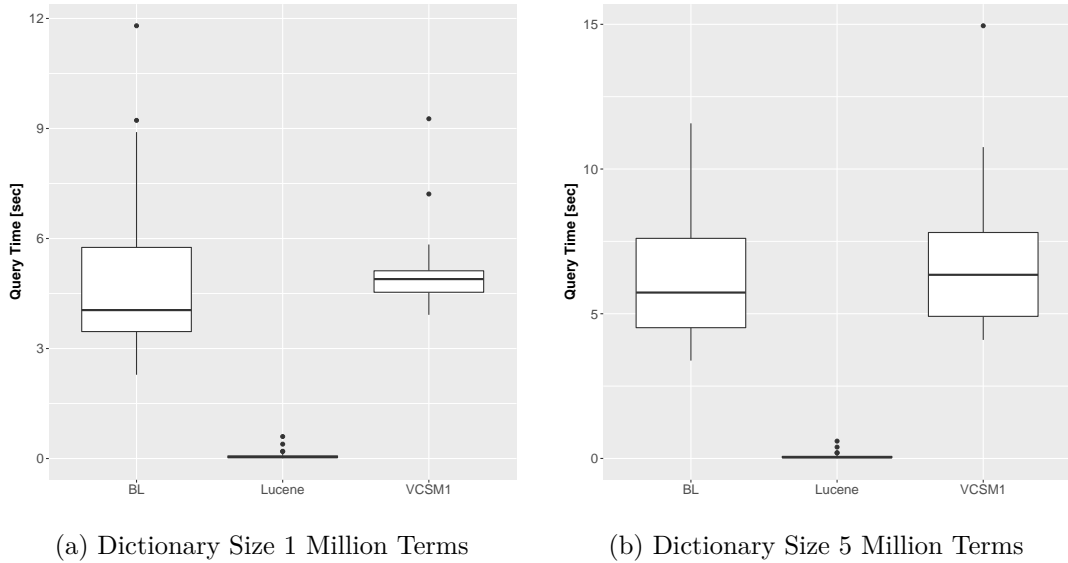 Query Time [sec]
12
9
6
3
0
BL Lucene VCSM1
(a) Dictionary Size 1 Million Terms
Query Time [sec]
15
10
5
0
BL Lucene VCSM1
(b) Dictionary Size 5 Million Terms